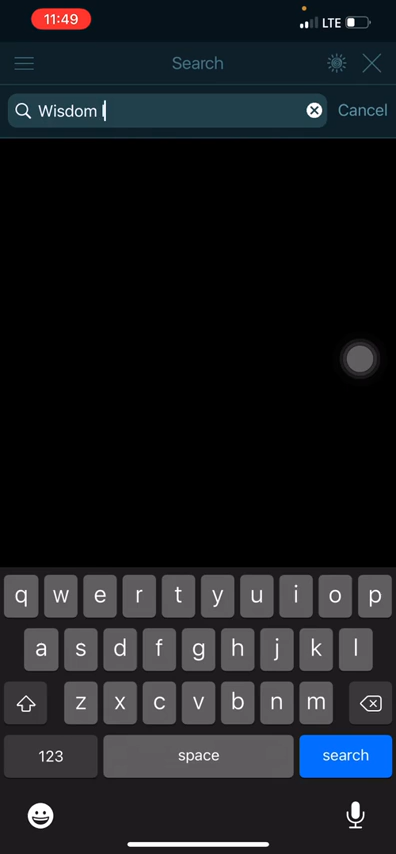 11:49
LTE
Search
Wisdom l
Cancel
q w e r t y u i o p
a s d f g h j k l
z x c v b n m
123 space search